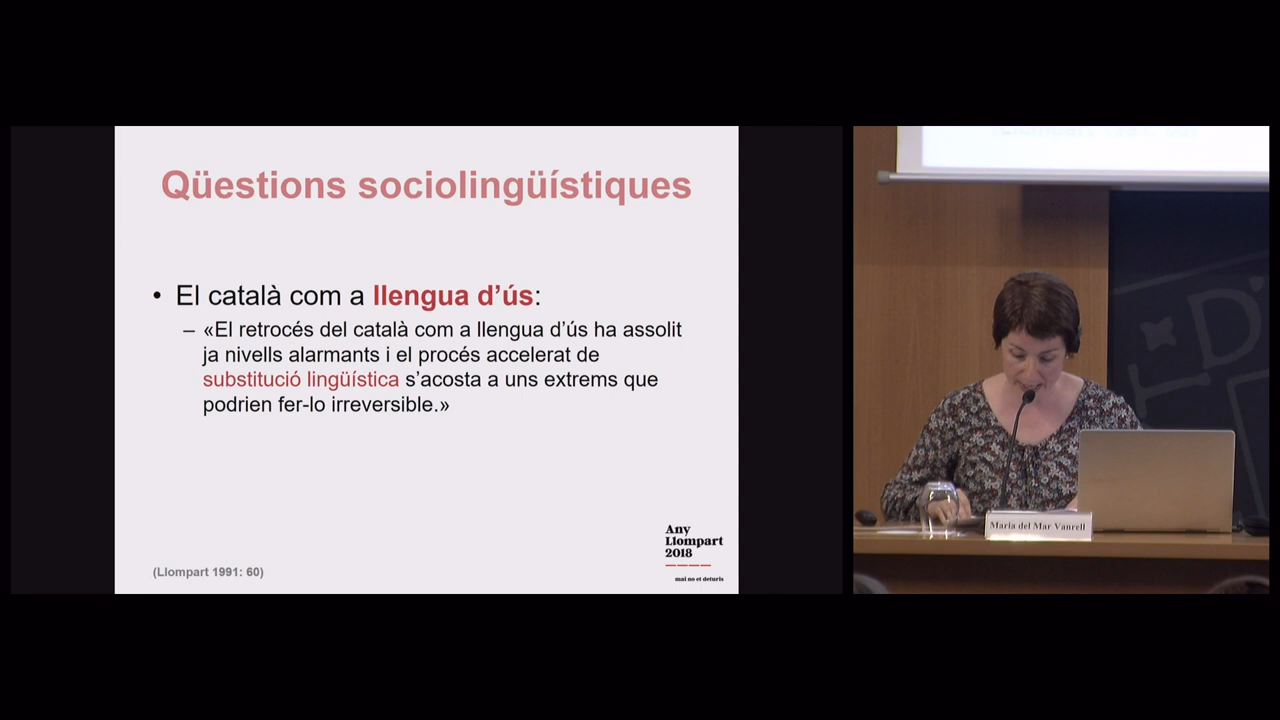 Qüestions sociolingüístiques
• El català com a llengua d’ús:
– «El retrocés del català com a llengua d’ús ha assolit
ja nivells alarmants i el procés accelerat de
substitució lingüística s’acosta a uns extrems que
podrien fer-lo irreversible.»
(Llompart 1991: 60)
Any
Llompart
2018
mai no et deturis
Maria del Mar Vanrell